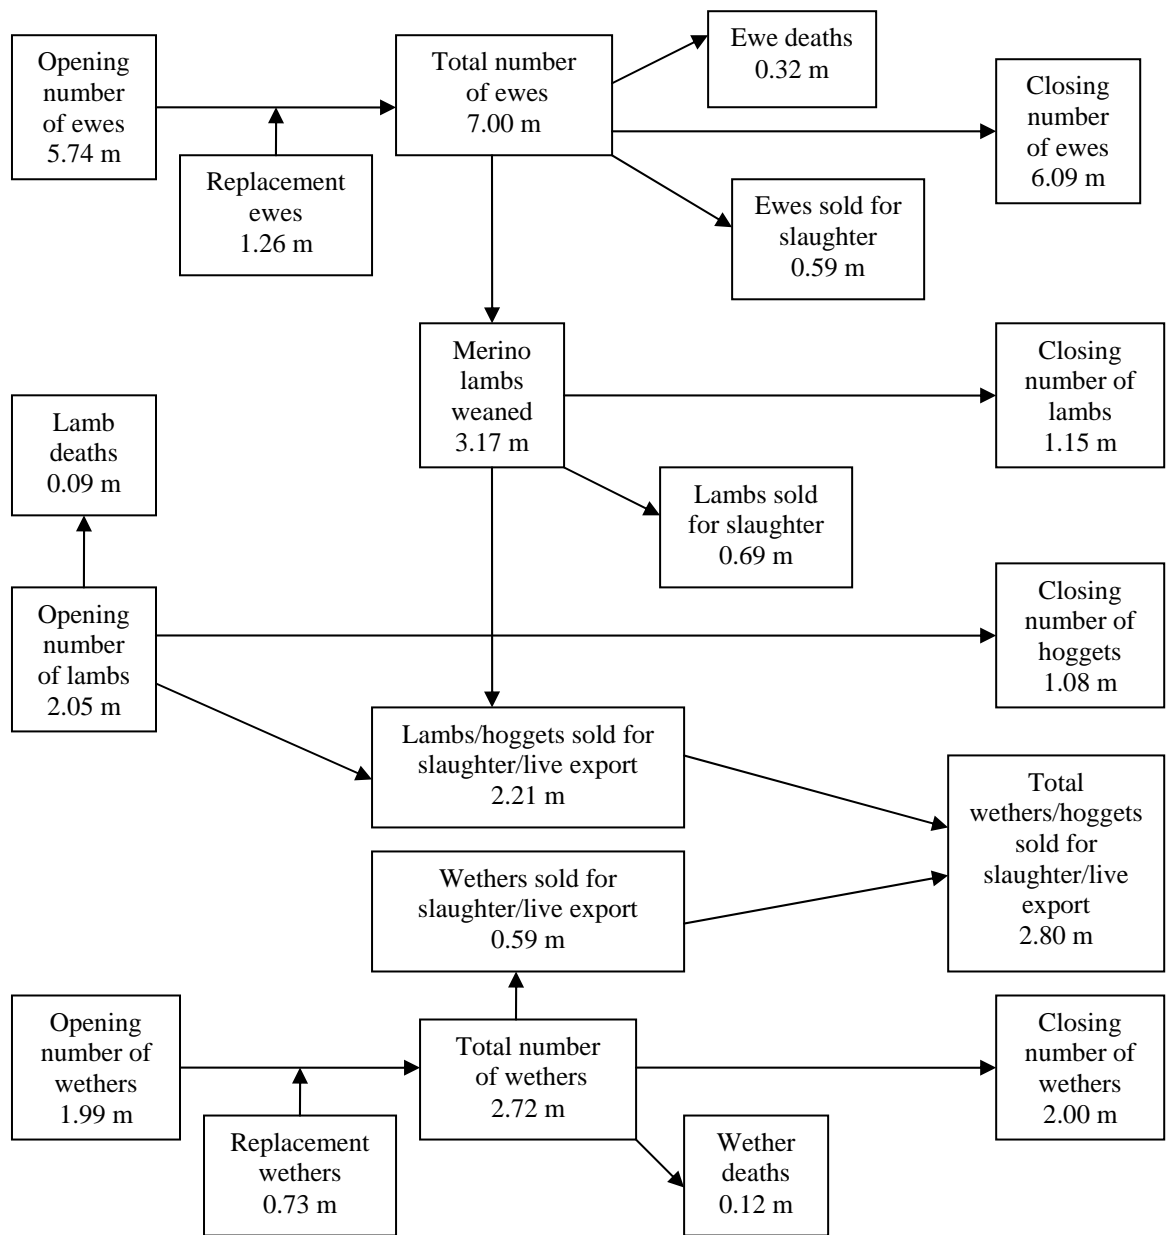 Opening
number
of ewes
5.74 m
Replacement
ewes
1.26 m
Total number
of ewes
7.00 m
Ewe deaths
0.32 m
Closing
number
of ewes
6.09 m
Ewes sold for
slaughter
0.59 m
Merino
lambs
weaned
3.17 m
Closing
number of
lambs
1.15 m
Lamb
deaths
0.09 m
Lambs sold
for slaughter
0.69 m
Opening
number
of lambs
2.05 m
Closing
number of
hoggets
1.08 m
Lambs/hoggets sold for
slaughter/live export
2.21 m
Total
wethers/hoggets
sold for
slaughter/live
export
2.80 m
Wethers sold for
slaughter/live export
0.59 m
Opening
number of
wethers
1.99 m
Replacement
wethers
0.73 m
Total number
of wethers
2.72 m
Wether
deaths
0.12 m
Closing
number of
wethers
2.00 m